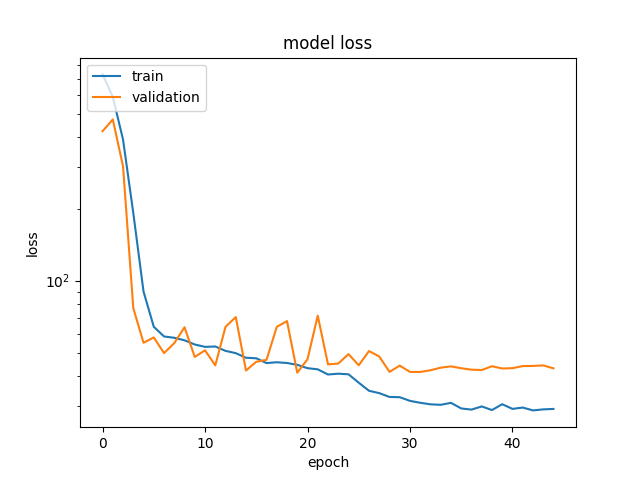 model loss
train
validation
loss
10²
0 10 20 30 40
epoch